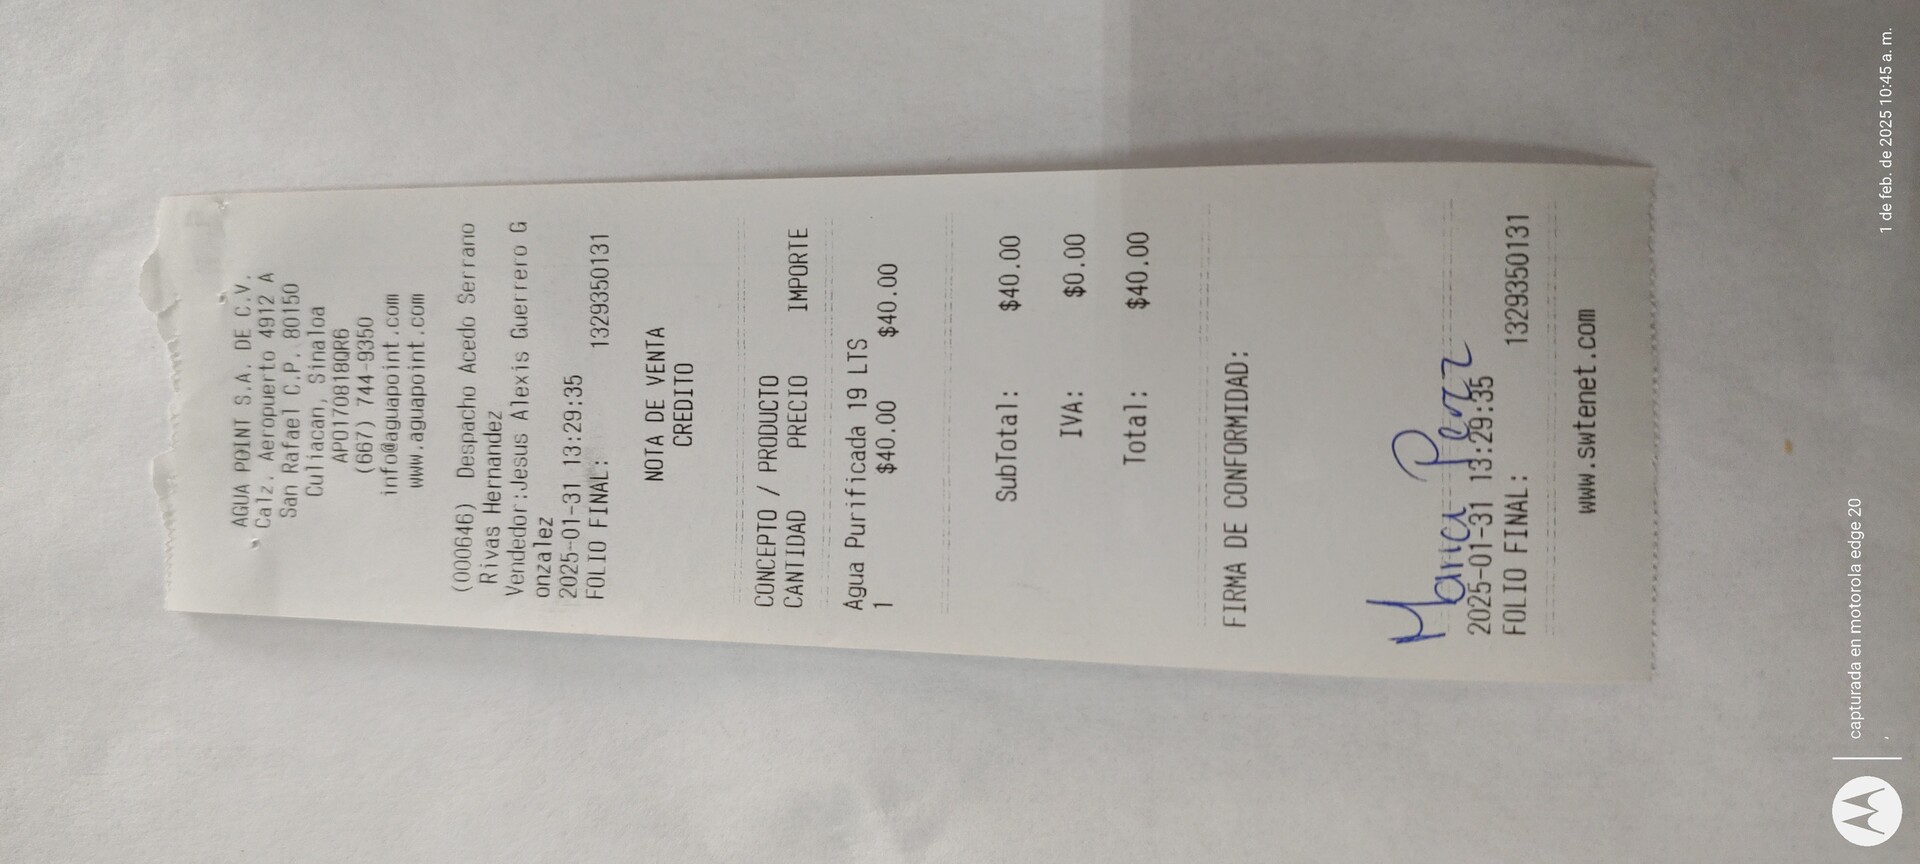 AGUA POINT S.A. DE C.V.
Calz. Aeropuerto 4912 A
San Rafael C.P. 80150
Culiacan, Sinaloa
APO170818QR6
(667) 744-9350
info@aguapoint.com
www.aguapoint.com
(000646) Despacho Acedo Serrano
Rivas Hernandez
Vendedor:Jesus Alexis Guerrero G
onzalez
2025-01-31 13:29:35
FOLIO FINAL: 1329350131
NOTA DE VENTA
CREDITO
CONCEPTO / PRODUCTO
CANTIDAD PRECIO IMPORTE
Agua Purificada 19 LTS
1 $40.00 $40.00
SubTotal: $40.00
IVA: $0.00
Total: $40.00
FIRMA DE CONFORMIDAD:
Maria Perez
2025-01-31 13:29:35
FOLIO FINAL: 1329350131
www.swtenet.com
capturada en motorola edge 20
1 de feb. de 2025 10:45 a. m.